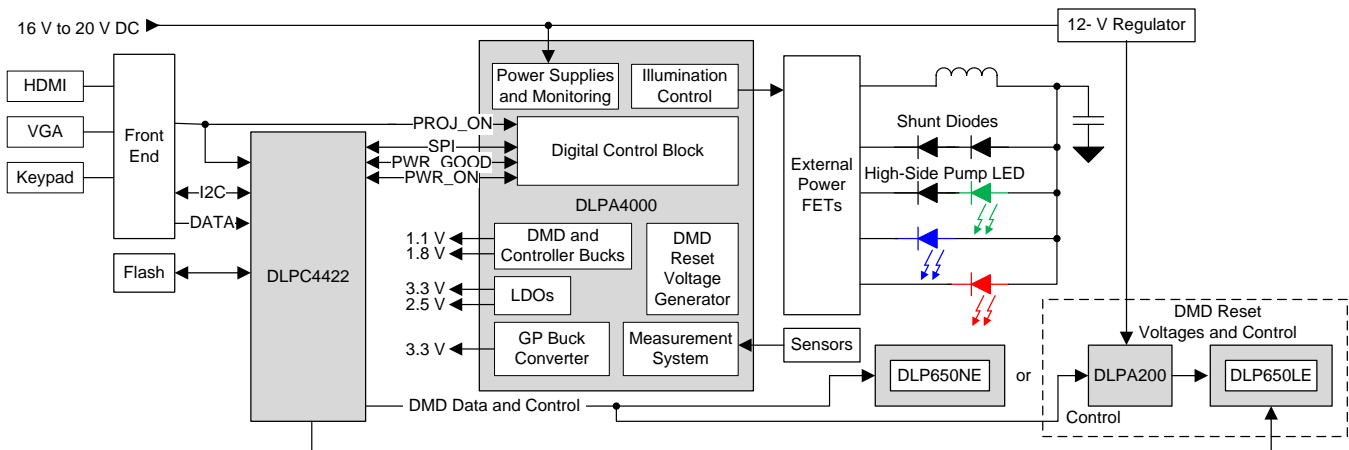 16 V to 20 V DC
12- V Regulator
HDMI
VGA
Keypad
Front
End
Flash
I2C
DATA
DLPC4422
PROJ_ON
SPI
PWR_GOOD
PWR_ON
Power Supplies
and Monitoring
Illumination
Control
Digital Control Block
DLPA4000
1.1 V
1.8 V
DMD and
Controller Bucks
DMD
Reset
Voltage
Generator
3.3 V
2.5 V
LDOs
3.3 V
GP Buck
Converter
Measurement
System
Sensors
External
Power
FETs
Shunt Diodes
High-Side Pump LED
DMD Data and Control
DLP650NE
or
DMD Reset
Voltages and Control
DLPA200
DLP650LE
Control